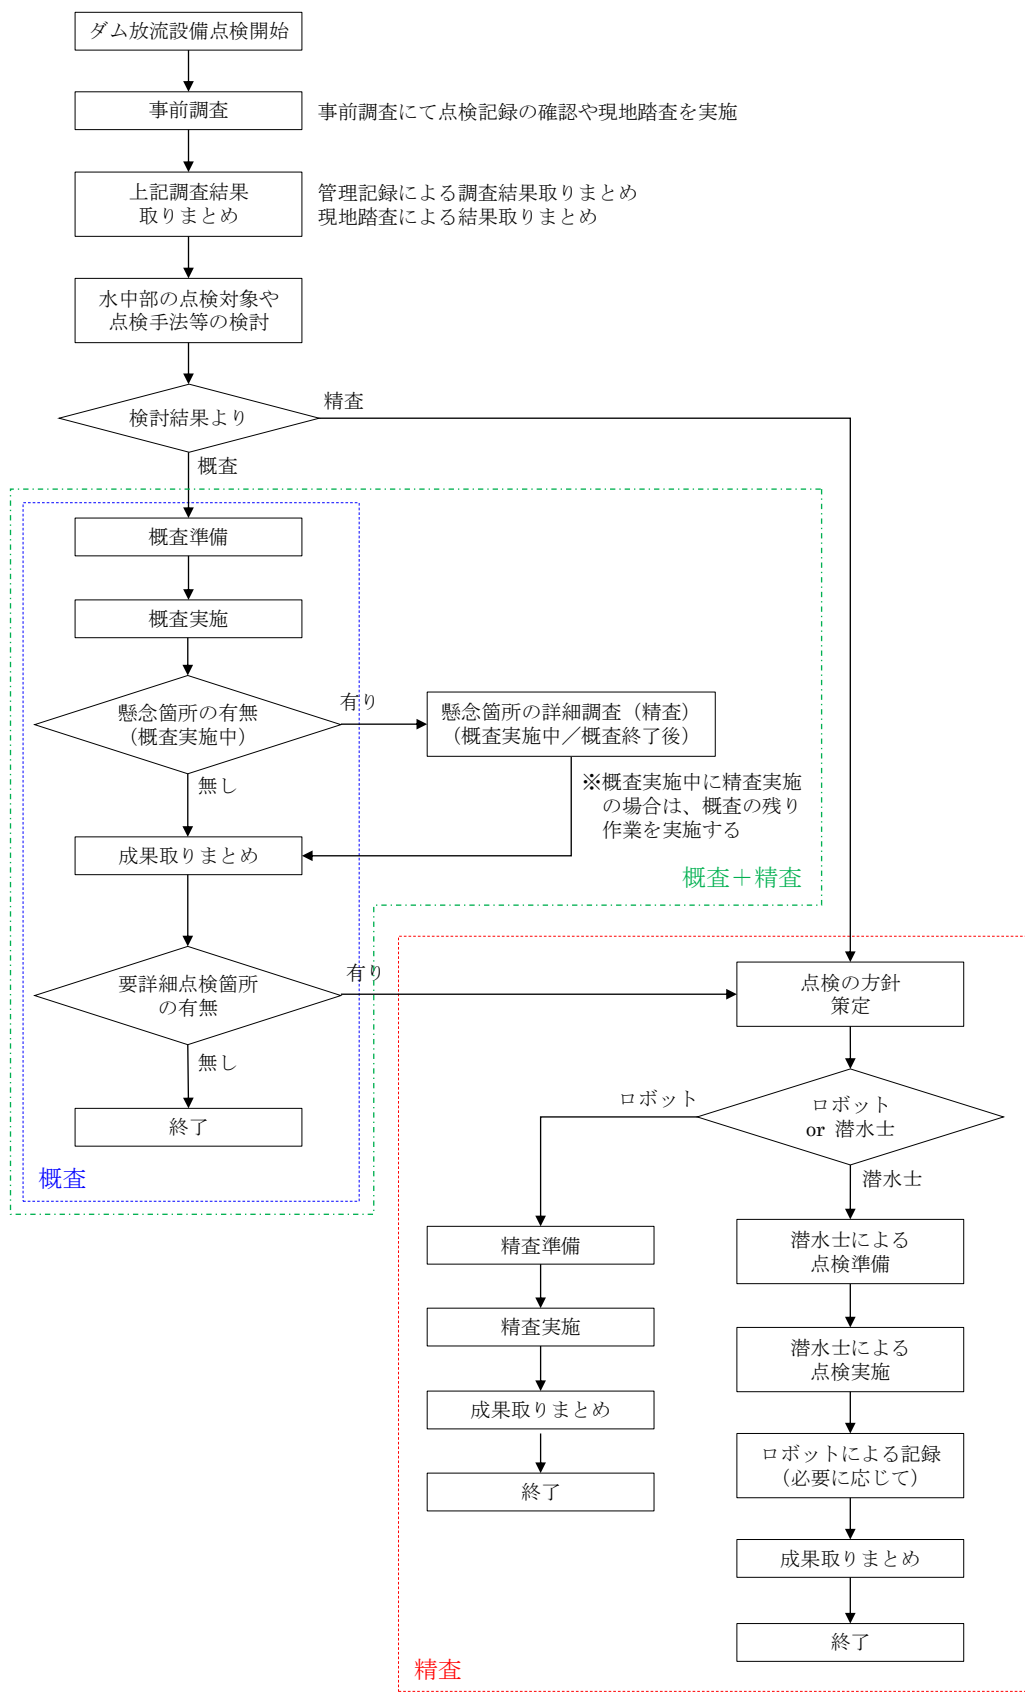 ダム放流設備点検開始
事前調査
事前調査にて点検記録の確認や現地踏査を実施
上記調査結果
取りまとめ
管理記録による調査結果取りまとめ
現地踏査による結果取りまとめ
水中部の点検対象や
点検手法等の検討
検討結果より
精査
概査
概査準備
概査実施
懸念箇所の有無
（概査実施中）
有り
懸念箇所の詳細調査（精査）
（概査実施中／概査終了後）
無し
※概査実施中に精査実施
の場合は、概査の残り
作業を実施する
成果取りまとめ
概査＋精査
要詳細点検箇所
の有無
有り
無し
終了
概査
点検の方針
策定
ロボット
or 潜水士
ロボット
潜水士
精査準備
精査実施
成果取りまとめ
終了
潜水士による
点検準備
潜水士による
点検実施
ロボットによる記録
（必要に応じて）
成果取りまとめ
終了
精査